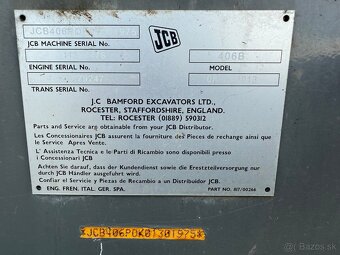 JCB
JCB MACHINE SERIAL No.
406B
ENGINE SERIAL No.
MODEL
TRANS SERIAL No.
J.C BAMFORD EXCAVATORS LTD.,
ROCESTER, STAFFORDSHIRE, ENGLAND.
TEL: ROCESTER (01889) 590312
Parts and Service are obtainable from your JCB Distributor.
Les Concessionaires JCB assurent la fourniture des Pieces de rechange ainsi que
le Service Apres Vente.
L' Assistenza Tecnica e le Parti di Ricambio sono disponibili presso
i Concessionari JCB
Achten Sie darauf, dass der Kundendienst sowie die Ersteteilversorgung nur
durch JCB Händler ausgeführt wird.
Confiar el Servicio y Piezas de Recambio a un Distribuidor JCB.
ENG. FREN. ITAL. GER. SPA.
PART NO. 817/00266
bazos.sk